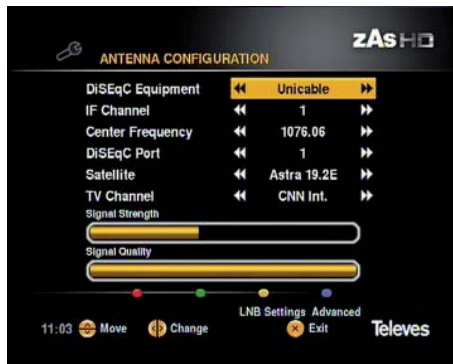 zAs HD
ANTENNA CONFIGURATION
DiSEqC Equipment Unicable
IF Channel 1
Center Frequency 1076.06
DiSEqC Port 1
Satellite Astra 19.2E
TV Channel CNN Int.
Signal Strength
Signal Quality
LNB Settings Advanced
11:03 Move Change Exit Televes